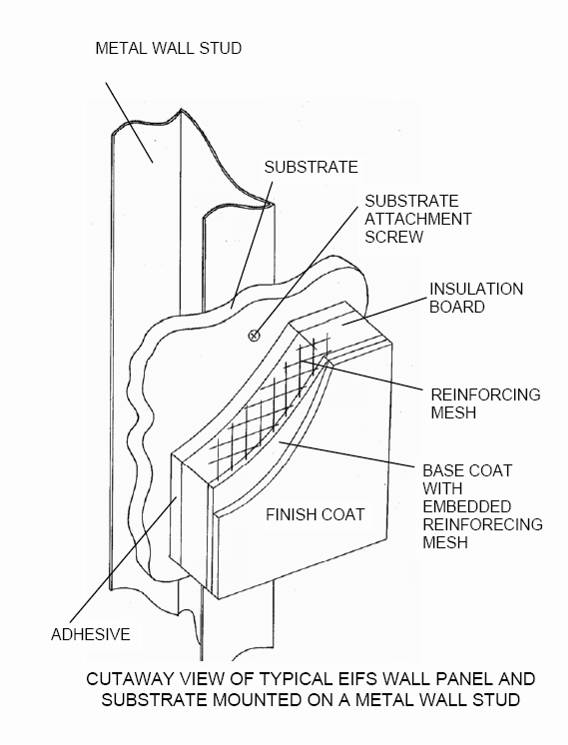 METAL WALL STUD
SUBSTRATE
SUBSTRATE
ATTACHMENT
SCREW
INSULATION
BOARD
REINFORCING
MESH
BASE COAT
WITH
EMBEDDED
REINFORECING
MESH
FINISH COAT
ADHESIVE
CUTAWAY VIEW OF TYPICAL EIFS WALL PANEL AND
SUBSTRATE MOUNTED ON A METAL WALL STUD